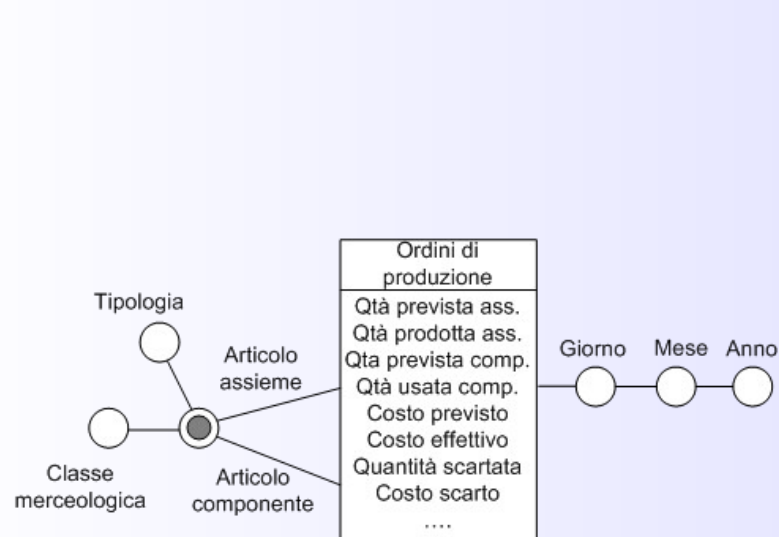 Ordini di
produzione
Qtà prevista ass.
Qtà prodotta ass.
Qta prevista comp.
Qtà usata comp.
Costo previsto
Costo effettivo
Quantità scartata
Costo scarto
....
Tipologia
Articolo
assieme
Classe
merceologica
Articolo
componente
Giorno
Mese
Anno